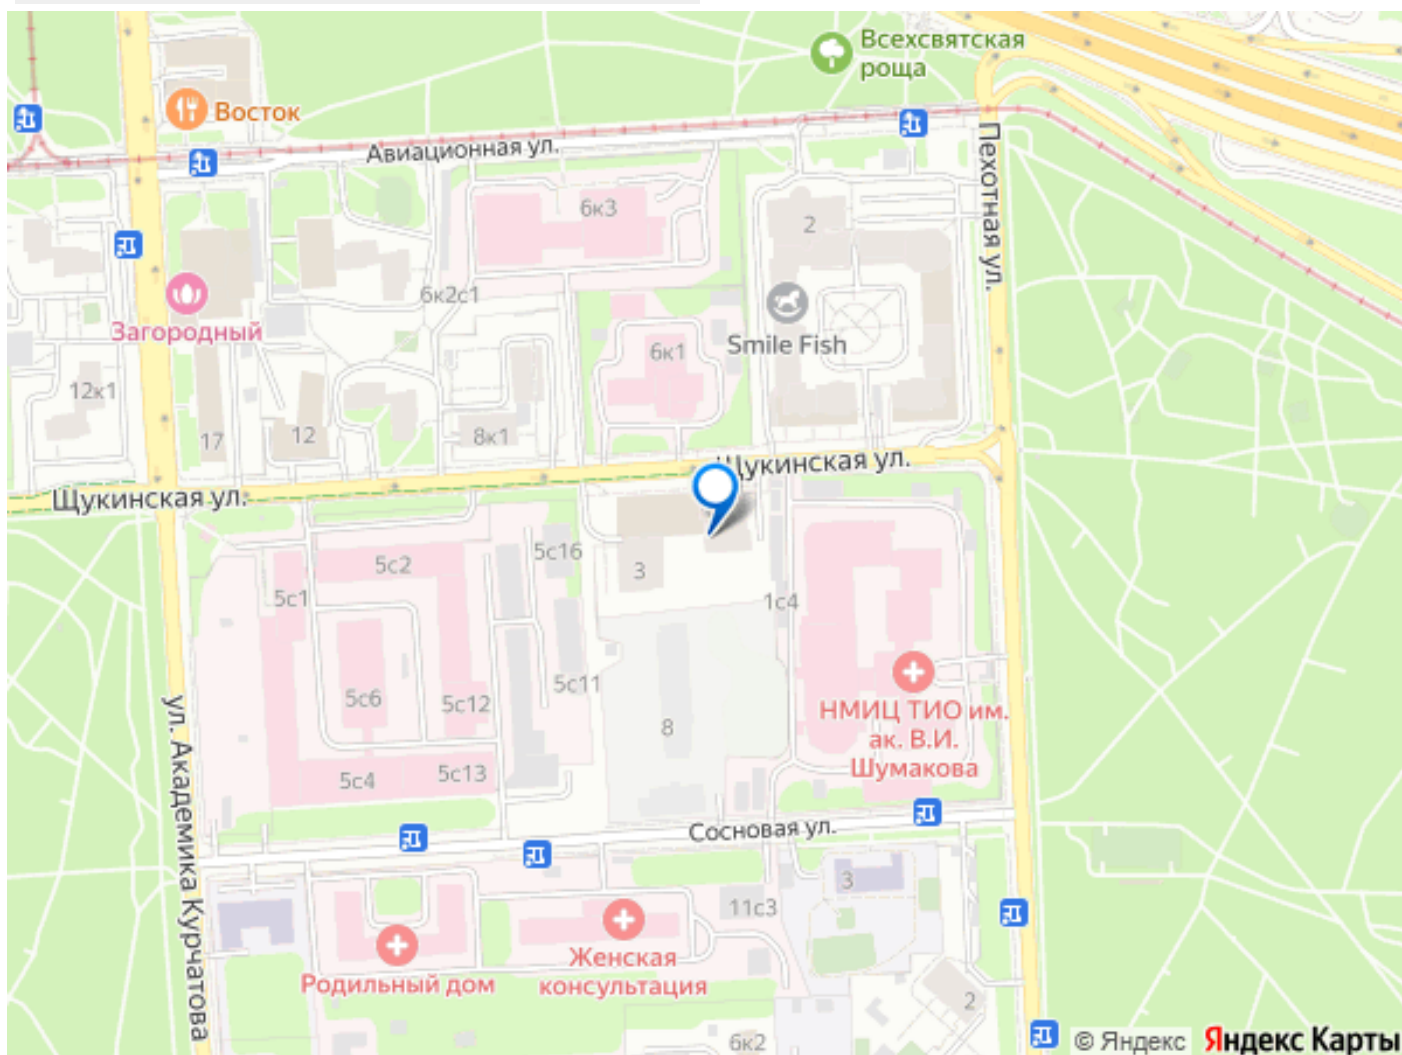 Всехсвятская
роща
Восток
Авиационная ул.
Пехотная ул.
6к3
2
6к2с1
Загородный
Smile Fish
6к1
12к1
17
12
8к1
Щукинская ул.
Щукинская ул.
5с16
5с2
3
5с1
1с4
5с6
5с11
5с12
8
НМИЦ ТИО им.
ак. В.И.
Шумакова
5с4
5с13
ул. Академика Курчатова
Сосновая ул.
3
11с3
Родильный дом
Женская
консультация
2
6к2
© Яндекс Яндекс Карты